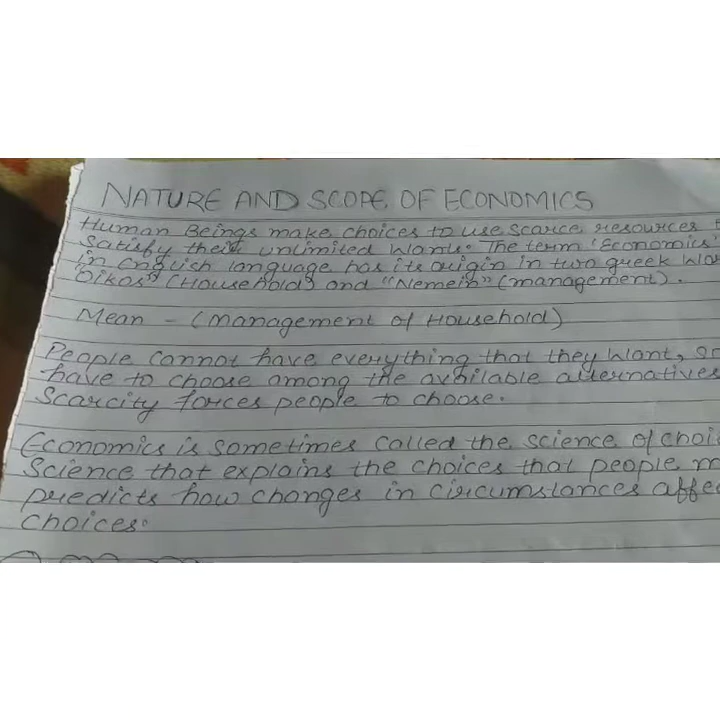 NATURE AND SCOPE OF ECONOMICS
Human Beings make choices to use scarce resources
Satisfy their unlimited wants. The term 'Economics'
in English language has its origin in two greek
"Oikos" (Household) and "Nemein" (management).
Mean - (Management of Household)
People cannot have everything that they want,
have to choose among the available alternatives
Scarcity forces people to choose.
Economics is sometimes called the science of
Science that explains the choices that people
predicts how changes in circumstances
choices.